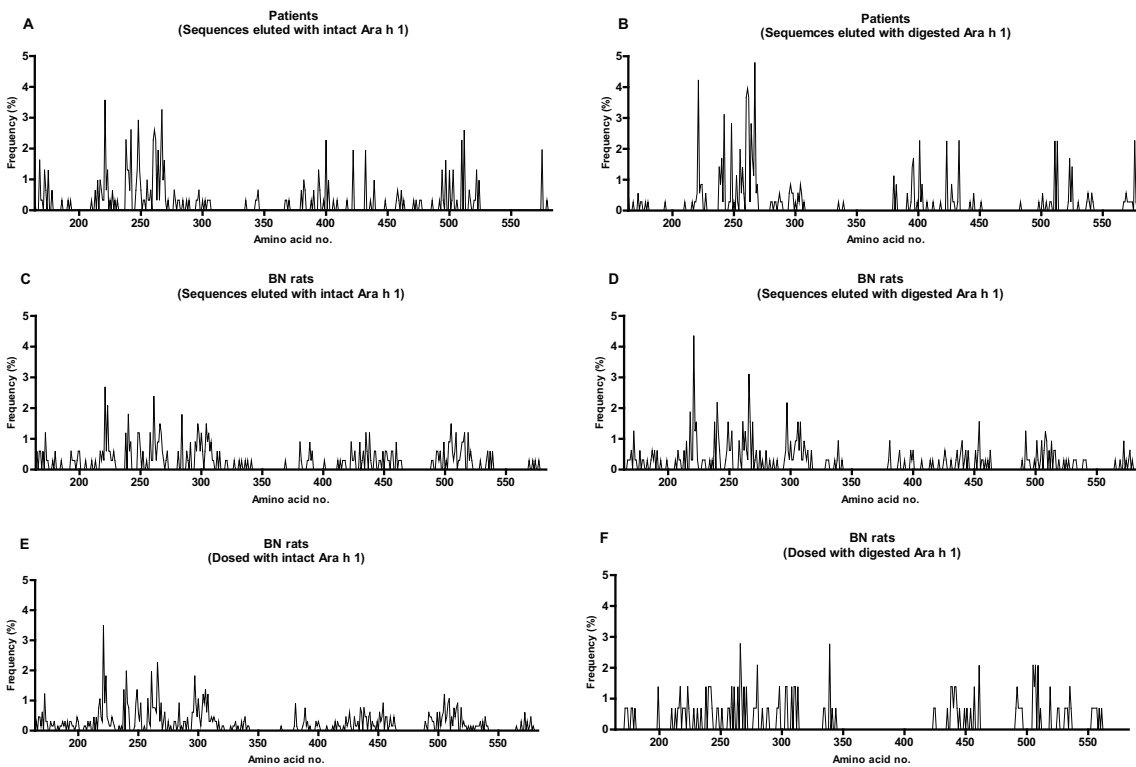 A
Patients
(Sequences eluted with intact Ara h 1)
Frequency (%)
5
4
3
2
1
0
200 250 300 350 400 450 500 550
Amino acid no.
B
Patients
(Sequemces eluted with digested Ara h 1)
Frequency (%)
5
4
3
2
1
0
200 250 300 350 400 450 500 550
Amino acid no.
C
BN rats
(Sequences eluted with intact Ara h 1)
Frequency (%)
5
4
3
2
1
0
200 250 300 350 400 450 500 550
Amino acid no.
D
BN rats
(Sequences eluted with digested Ara h 1)
Frequency (%)
5
4
3
2
1
0
200 250 300 350 400 450 500 550
Amino acid no.
E
BN rats
(Dosed with intact Ara h 1)
Frequency (%)
5
4
3
2
1
0
200 250 300 350 400 450 500 550
Amino acid no.
F
BN rats
(Dosed with digested Ara h 1)
Frequency (%)
5
4
3
2
1
0
200 250 300 350 400 450 500 550
Amino acid no.